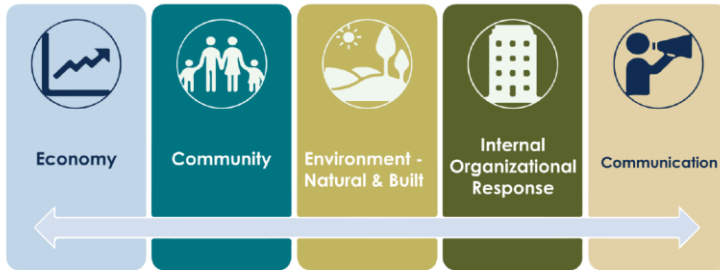 Economy
Community
Environment -
Natural & Built
Internal
Organizational
Response
Communication